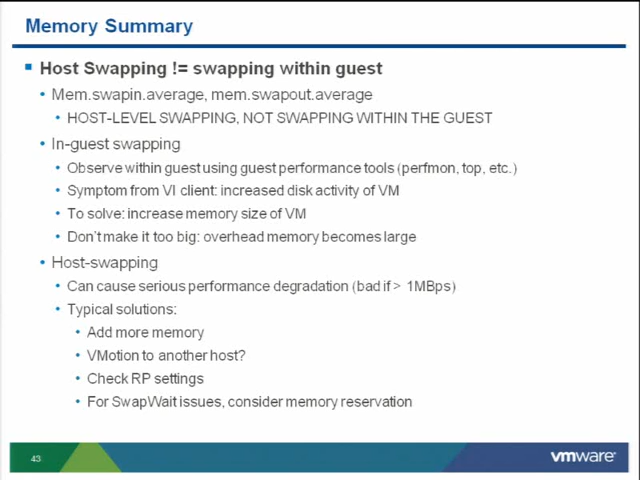 Memory Summary
Host Swapping != swapping within guest
Mem.swapin.average, mem.swapout.average
HOST-LEVEL SWAPPING, NOT SWAPPING WITHIN THE GUEST
In-guest swapping
Observe within guest using guest performance tools (perfmon, top, etc.)
Symptom from VI client: increased disk activity of VM
To solve: increase memory size of VM
Don't make it too big: overhead memory becomes large
Host-swapping
Can cause serious performance degradation (bad if > 1MBps)
Typical solutions:
Add more memory
VMotion to another host?
Check RP settings
For SwapWait issues, consider memory reservation
43
vmware